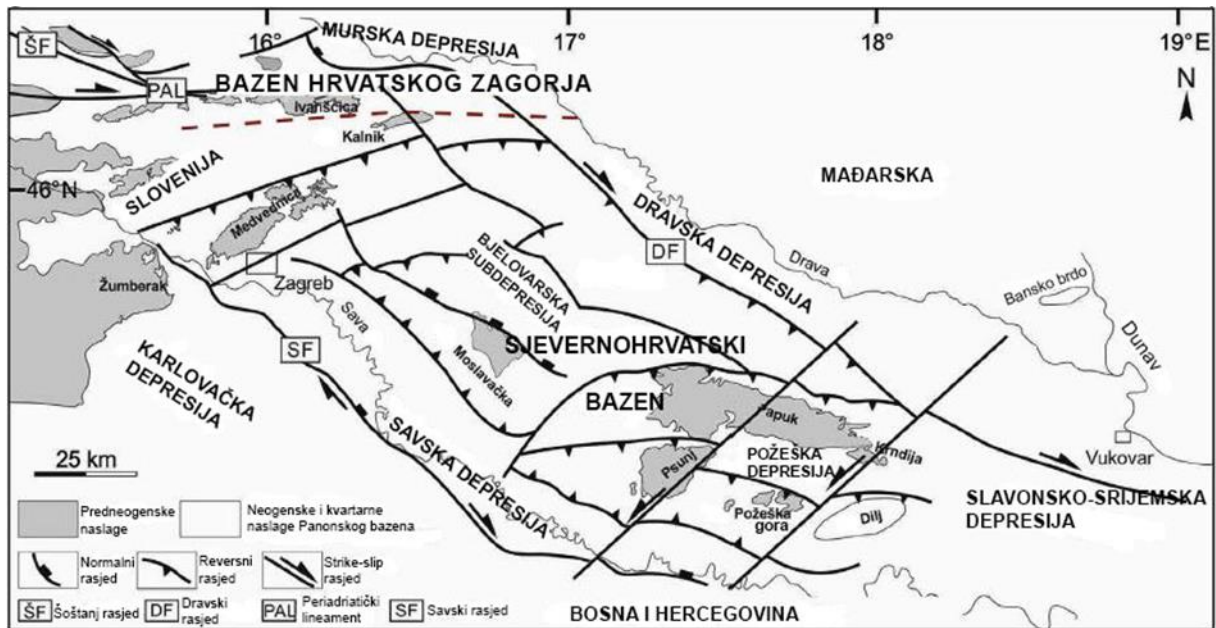 16°
17°
18°
19°E
MURSKA DEPRESIJA
ŠF
BAZEN HRVATSKOG ZAGORJA
PAL
N
Ivanščica
Kalnik
SLOVENIJA
46°N
MAĐARSKA
Medvednica
DRAVSKA DEPRESIJA
DF
Drava
BJELOVARSKA
SUBDEPRESIJA
Žumberak
Zagreb
Bansko brdo
Dunav
Sava
SF
SJEVERNOHRVATSKI
BAZEN
Moslavačka
KARLOVAČKA
DEPRESIJA
SAVSKA DEPRESIJA
Papuk
Krndija
Psunj
POŽEŠKA
DEPRESIJA
Vukovar
25 km
Požeška
gora
Dilj
SLAVONSKO-SRIJEMSKA
DEPRESIJA
Predneogenske
naslage
Neogenske i kvartarne
naslage Panonskog bazena
Normalni
rasjed
Reversni
rasjed
Strike-slip
rasjed
ŠF Šoštanj rasjed
DF Dravski
rasjed
PAL Periadriatički
lineament
SF Savski rasjed
BOSNA I HERCEGOVINA